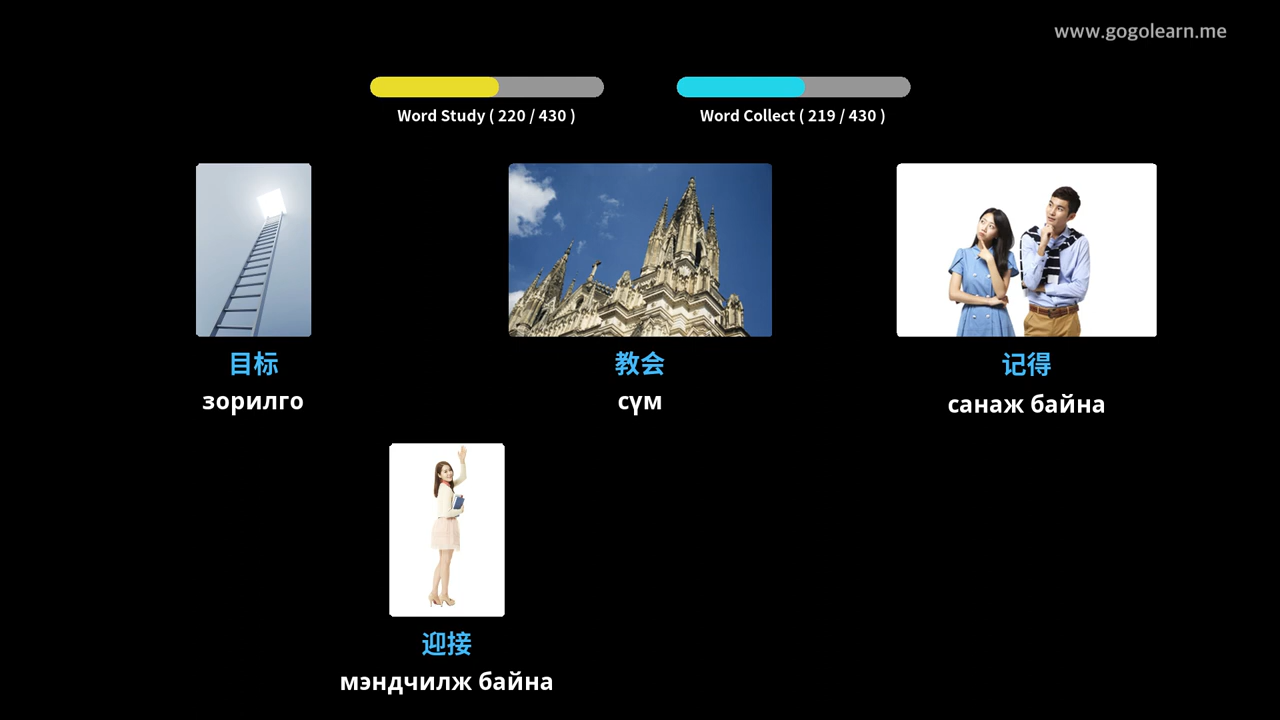 www.gogolearn.me
Word Study ( 220 / 430 )
Word Collect ( 219 / 430 )
目标
зорилго
教会
сүм
记得
санаж байна
迎接
мэндчилж байна